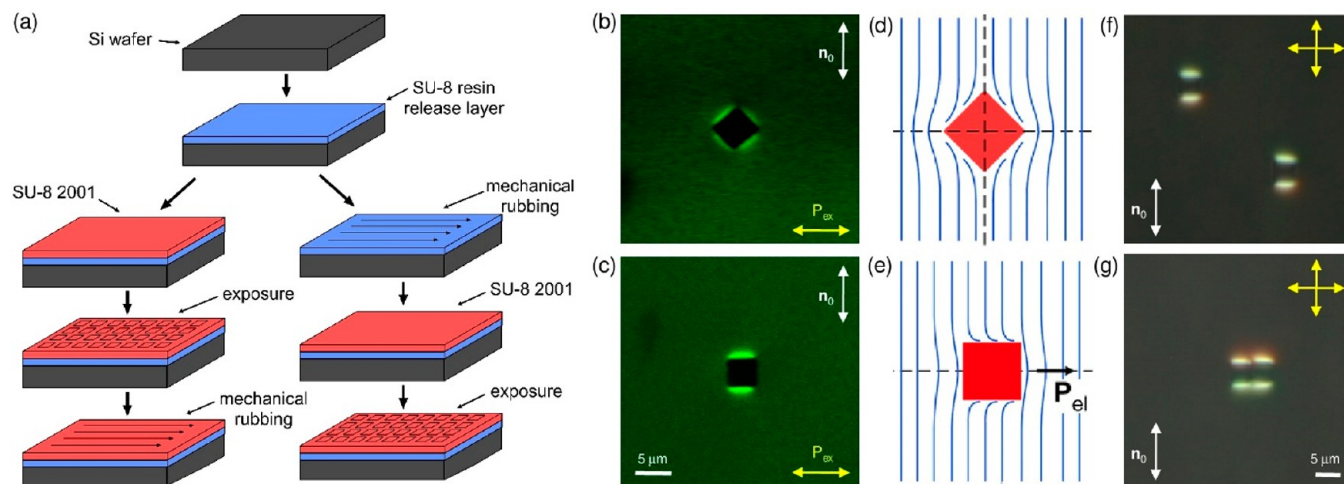 (a)
Si wafer
SU-8 resin
release layer
SU-8 2001
mechanical
rubbing
exposure
SU-8 2001
mechanical
rubbing
exposure
(b)
n₀
Pₑₓ
(c)
n₀
5 μm
Pₑₓ
(d)
(e)
Pₑₗ
(f)
n₀
(g)
n₀
5 μm